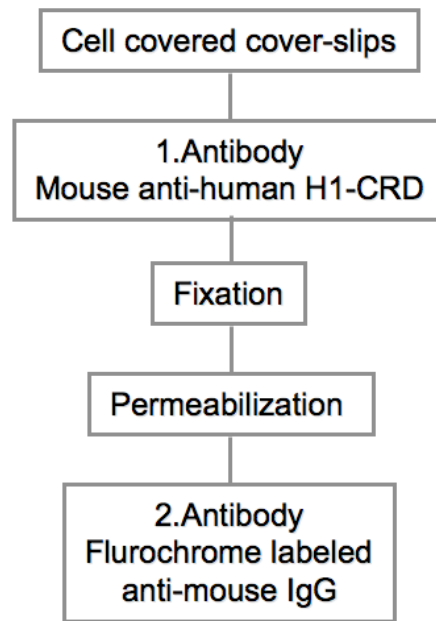 Cell covered cover-slips
1.Antibody
Mouse anti-human H1-CRD
Fixation
Permeabilization
2.Antibody
Flurochrome labeled
anti-mouse IgG